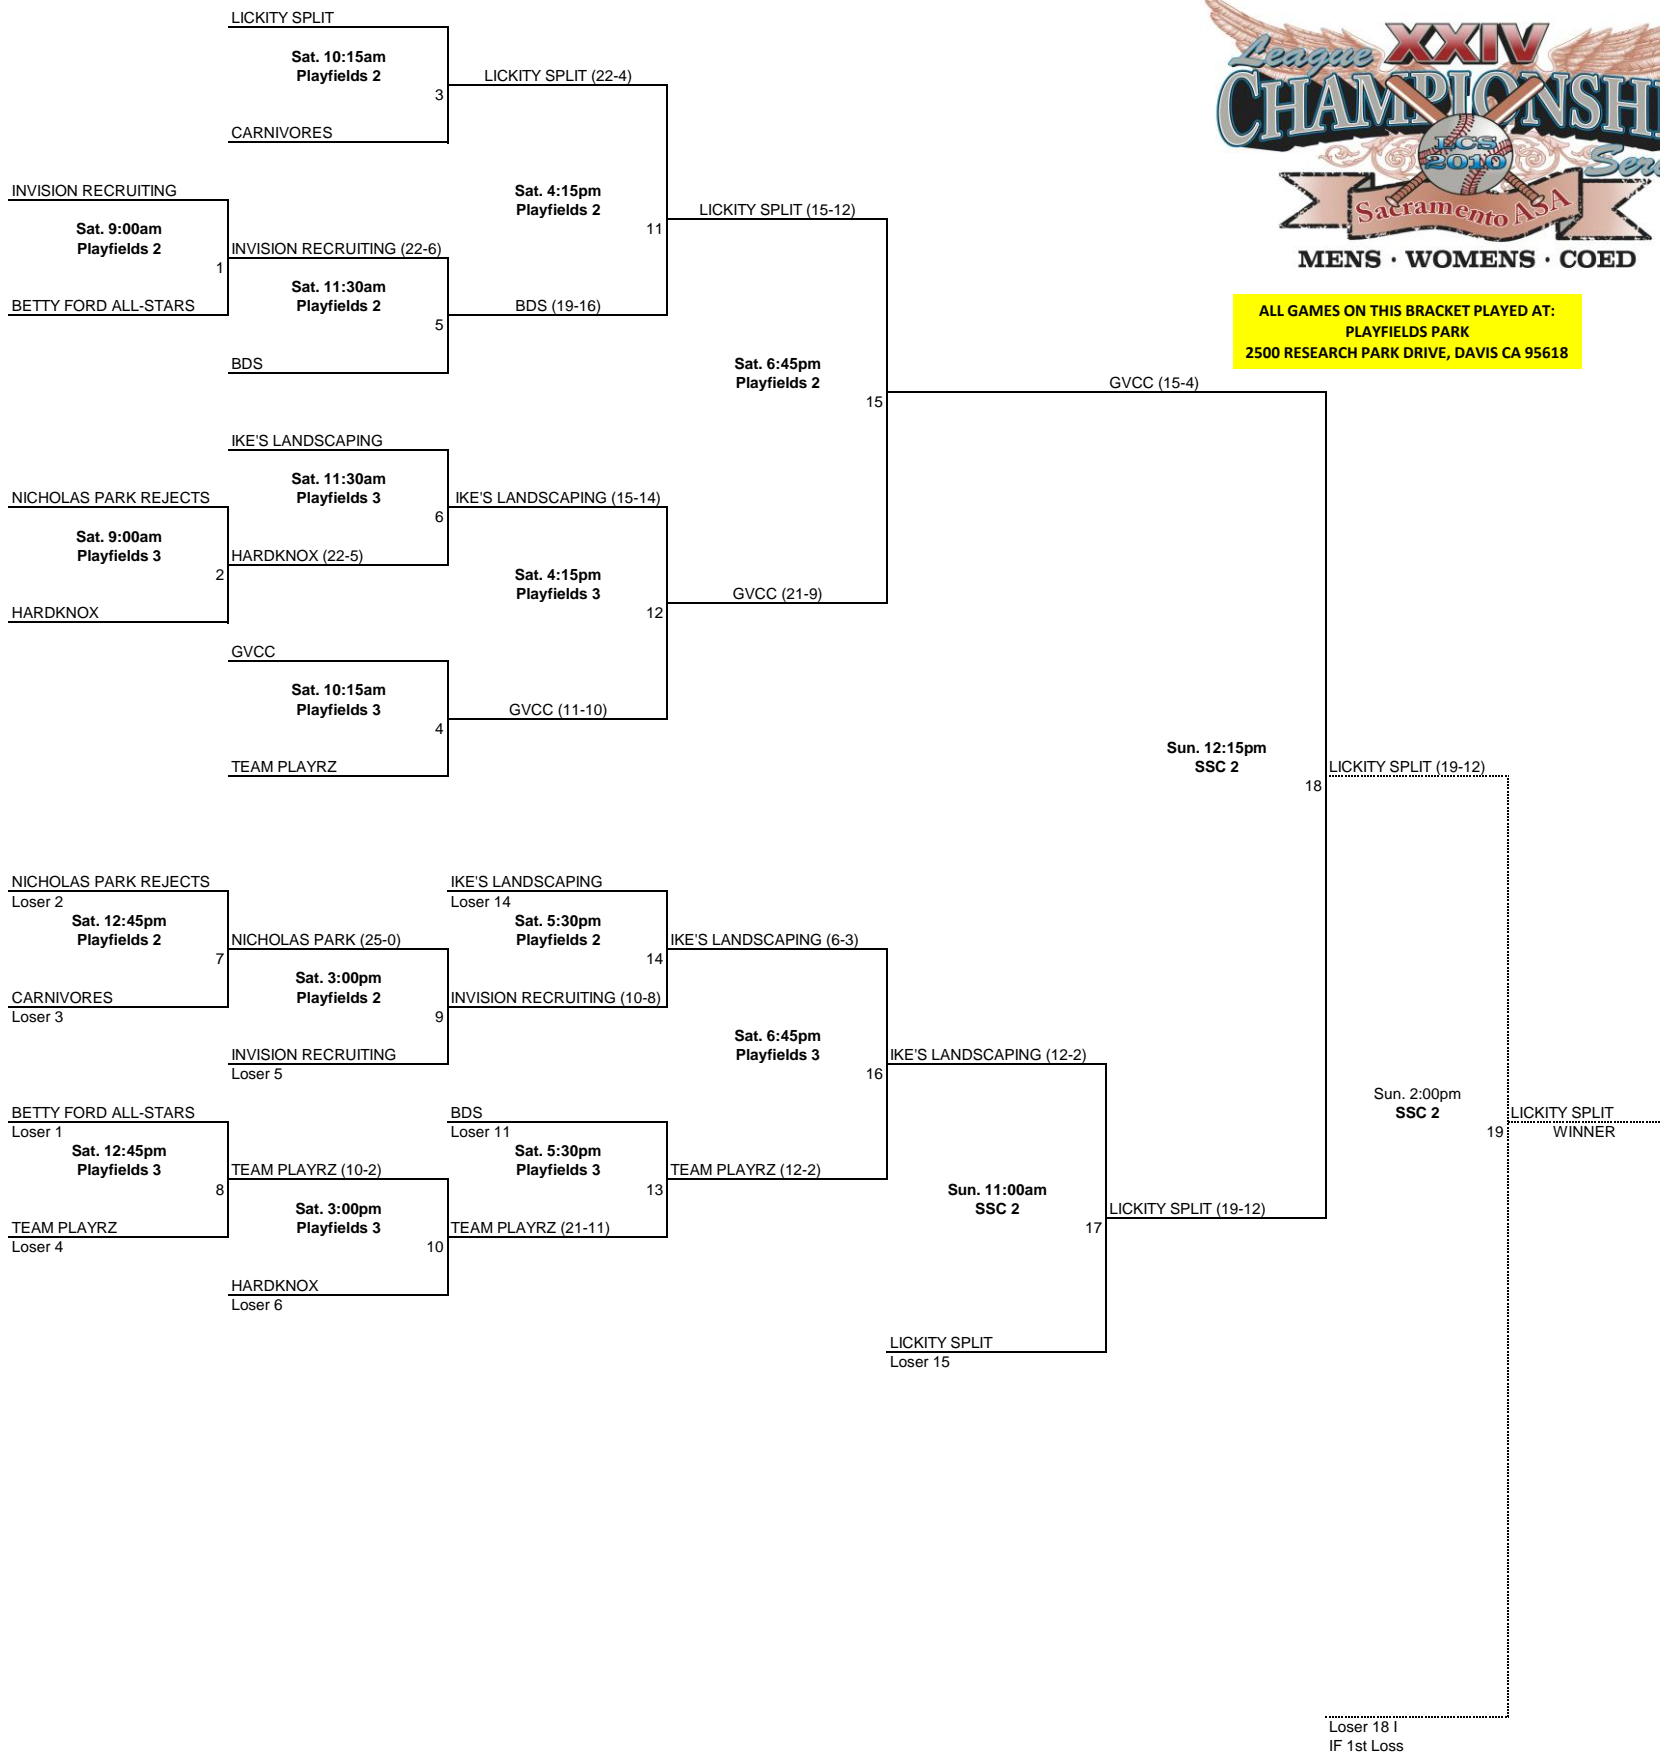 LICKITY SPLIT
Sat. 10:15am
Playfields 2
LICKITY SPLIT (22-4)
3
CARNIVORES
League XXIV
LCS
2010
Sacramento ASA
MENS · WOMENS · COED
INVISION RECRUITING
Sat. 9:00am
Playfields 2
1
INVISION RECRUITING (22-6)
BETTY FORD ALL-STARS
Sat. 11:30am
Playfields 2
5
BDS
Sat. 4:15pm
Playfields 2
11
BDS (19-16)
LICKITY SPLIT (15-12)
ALL GAMES ON THIS BRACKET PLAYED AT:
PLAYFIELDS PARK
2500 RESEARCH PARK DRIVE, DAVIS CA 95618
Sat. 6:45pm
Playfields 2
15
GVCC (15-4)
IKE'S LANDSCAPING
Sat. 11:30am
Playfields 3
6
IKE'S LANDSCAPING (15-14)
NICHOLAS PARK REJECTS
Sat. 9:00am
Playfields 3
2
HARDKNOX (22-5)
HARDKNOX
Sat. 4:15pm
Playfields 3
12
GVCC (21-9)
GVCC
Sat. 10:15am
Playfields 3
4
GVCC (11-10)
TEAM PLAYRZ
Sun. 12:15pm
SSC 2
18
LICKITY SPLIT (19-12)
NICHOLAS PARK REJECTS
Loser 2
Sat. 12:45pm
Playfields 2
7
NICHOLAS PARK (25-0)
CARNIVORES
Loser 3
Sat. 3:00pm
Playfields 2
9
INVISION RECRUITING
Loser 5
IKE'S LANDSCAPING
Loser 14
Sat. 5:30pm
Playfields 2
14
INVISION RECRUITING (10-8)
IKE'S LANDSCAPING (6-3)
Sat. 6:45pm
Playfields 3
16
IKE'S LANDSCAPING (12-2)
BETTY FORD ALL-STARS
Loser 1
Sat. 12:45pm
Playfields 3
8
TEAM PLAYRZ (10-2)
TEAM PLAYRZ
Loser 4
Sat. 3:00pm
Playfields 3
10
HARDKNOX
Loser 6
BDS
Loser 11
Sat. 5:30pm
Playfields 3
13
TEAM PLAYRZ (21-11)
TEAM PLAYRZ (12-2)
Sun. 11:00am
SSC 2
17
LICKITY SPLIT (19-12)
LICKITY SPLIT
Loser 15
Sun. 2:00pm
SSC 2
19
LICKITY SPLIT
WINNER
Loser 18 I
IF 1st Loss